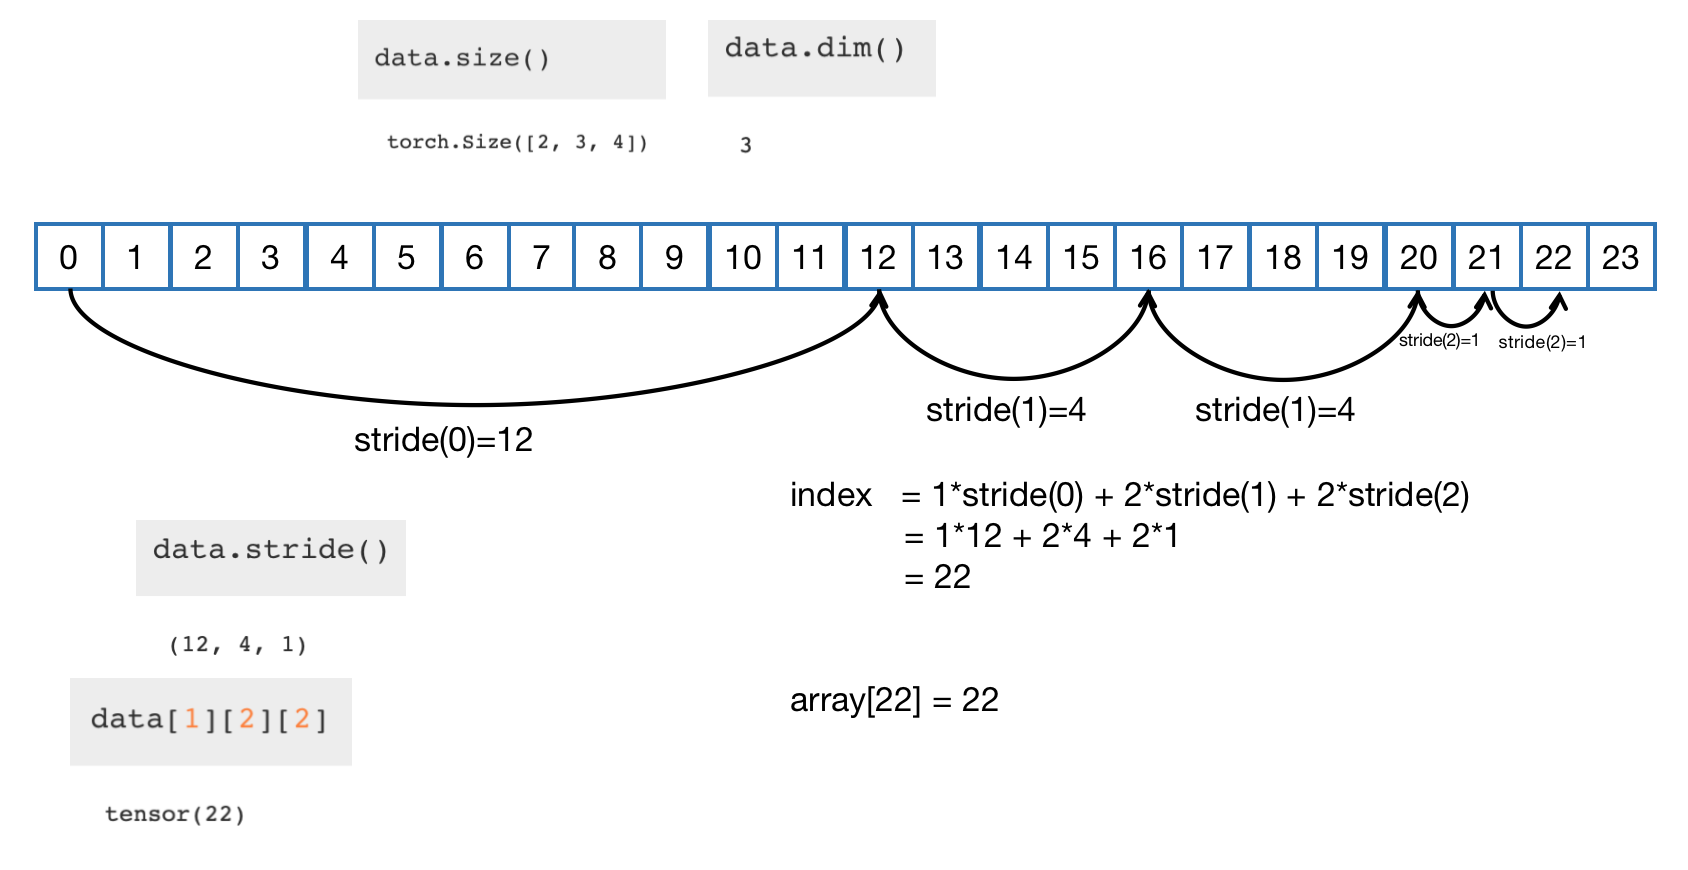 data.size()
data.dim()
torch.Size([2, 3, 4])
3
0 1 2 3 4 5 6 7 8 9 10 11 12 13 14 15 16 17 18 19 20 21 22 23
stride(2)=1
stride(2)=1
stride(1)=4
stride(1)=4
stride(0)=12
index = 1*stride(0) + 2*stride(1) + 2*stride(2)
= 1*12 + 2*4 + 2*1
= 22
data.stride()
(12, 4, 1)
data[1][2][2]
array[22] = 22
tensor(22)